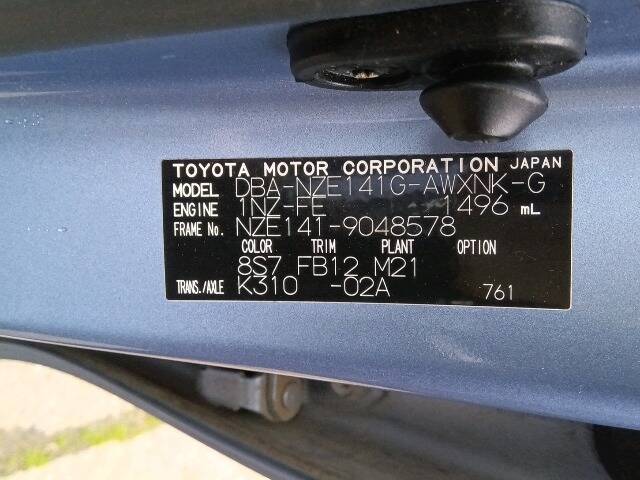 TOYOTA MOTOR CORPORATION JAPAN
MODEL DBA-NZE141G-AWXNK-G
ENGINE 1NZ-FE 1496 mL
FRAME No. NZE141-9048578
COLOR TRIM PLANT OPTION
8S7 FB12 M21
TRANS./AXLE K310 -02A 761